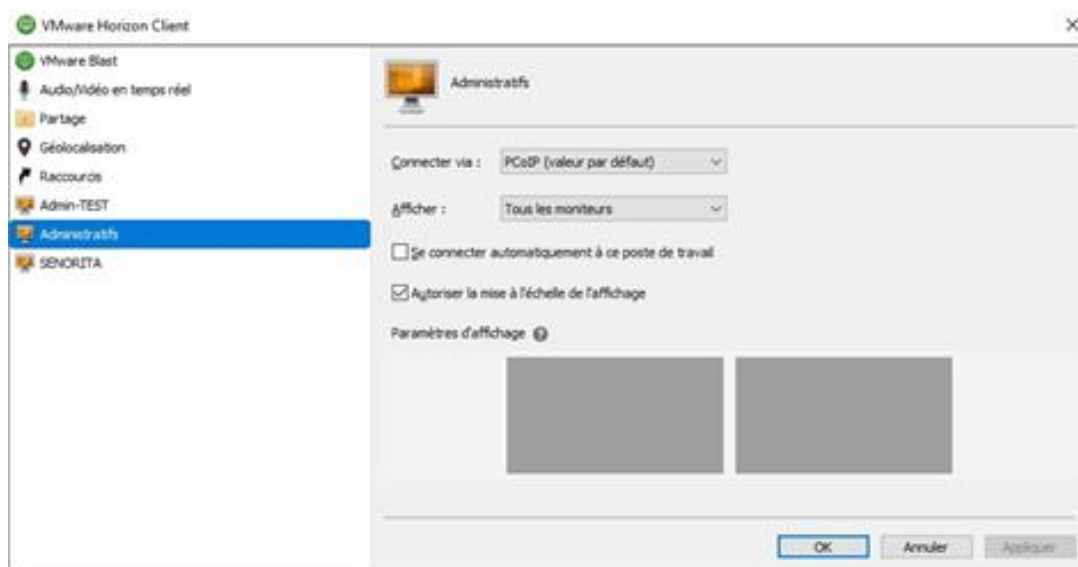 VMware Horizon Client
VMware Blast
Audio/Vidéo en temps réel
Partage
Géolocalisation
Raccourcis
Admin-TEST
Administratifs
SENORITA
Administratifs
Connecter via : PCoIP (valeur par défaut)
Afficher : Tous les moniteurs
Se connecter automatiquement à ce poste de travail
Autoriser la mise à l'échelle de l'affichage
Paramètres d'affichage ?
OK Annuler Appliquer